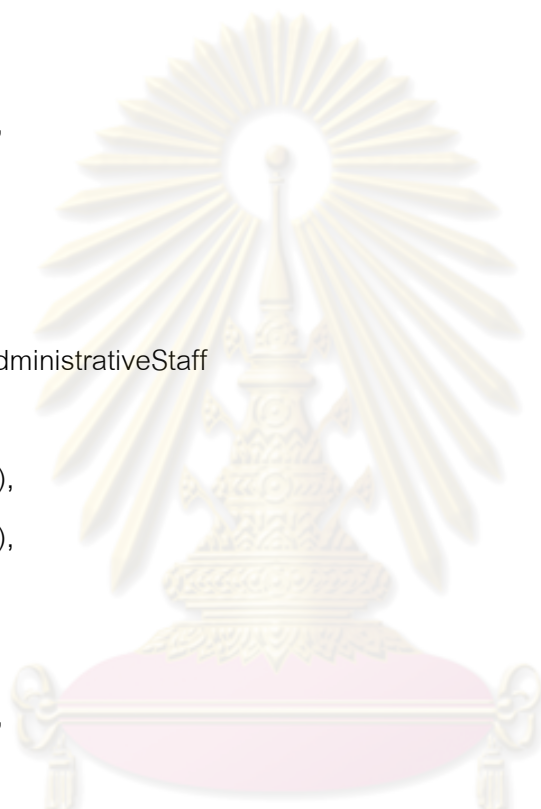 ,
dministrativeStaff
),
),
,